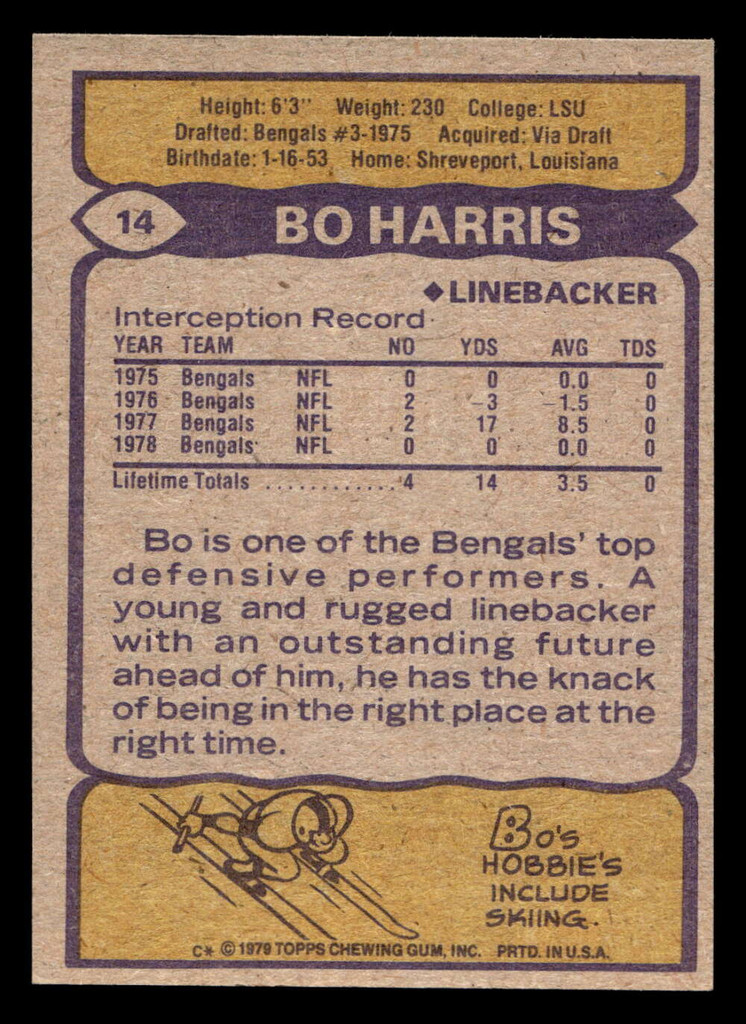 Height: 6'3" Weight: 230 College: LSU
Drafted: Bengals #3-1975 Acquired: Via Draft
Birthdate: 1-16-53 Home: Shreveport, Louisiana
14 BO HARRIS
◆LINEBACKER
Interception Record
YEAR TEAM NO YDS AVG TDS
1975 Bengals NFL 0 0 0.0 0
1976 Bengals NFL 2 -3 -1.5 0
1977 Bengals NFL 2 17 8.5 0
1978 Bengals NFL 0 0 0.0 0
Lifetime Totals ............ 4 14 3.5 0
Bo is one of the Bengals' top
defensive performers. A
young and rugged linebacker
with an outstanding future
ahead of him, he has the knack
of being in the right place at the
right time.
BO'S
HOBBIE'S
INCLUDE
SKIING.
C* © 1979 TOPPS CHEWING GUM, INC. PRTD. IN U.S.A.